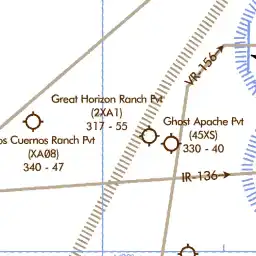 Great Horizon Ranch Pvt
(2XA1)
317 - 55
VR-156→
Ghost Apache Pvt
(45XS)
330 - 40
Cuernos Ranch Pvt
(XA08)
340 - 47
IR-136→